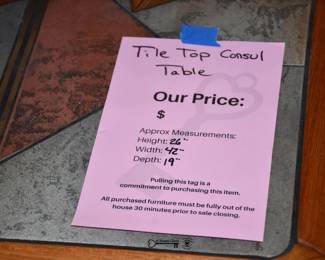 Tile Top Consul
Table
Our Price:
$
Approx Measurements:
Height: 26"
Width: 42"
Depth: 19"
Pulling this tag is a
commitment to purchasing this item.
All purchased furniture must be fully out of the
house 30 minutes prior to sale closing.